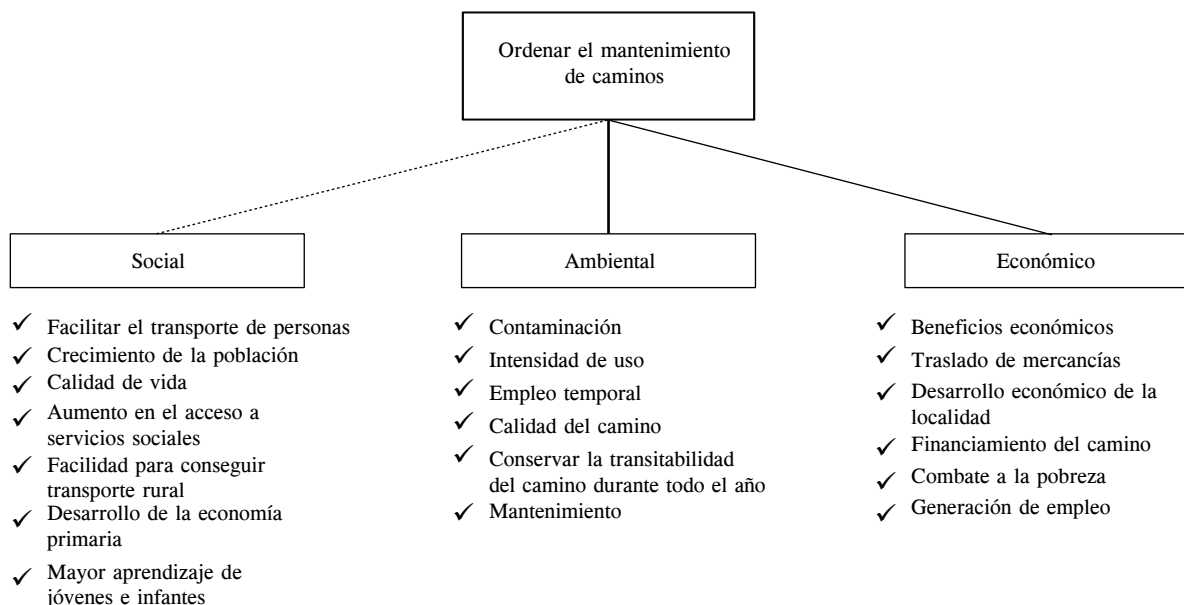 Ordenar el mantenimiento
de caminos
Social
Facilitar el transporte de personas
Crecimiento de la población
Calidad de vida
Aumento en el acceso a
servicios sociales
Facilidad para conseguir
transporte rural
Desarrollo de la economía
primaria
Mayor aprendizaje de
jóvenes e infantes
Ambiental
Contaminación
Intensidad de uso
Empleo temporal
Calidad del camino
Conservar la transitabilidad
del camino durante todo el año
Mantenimiento
Económico
Beneficios económicos
Traslado de mercancías
Desarrollo económico de la
localidad
Financiamiento del camino
Combate a la pobreza
Generación de empleo